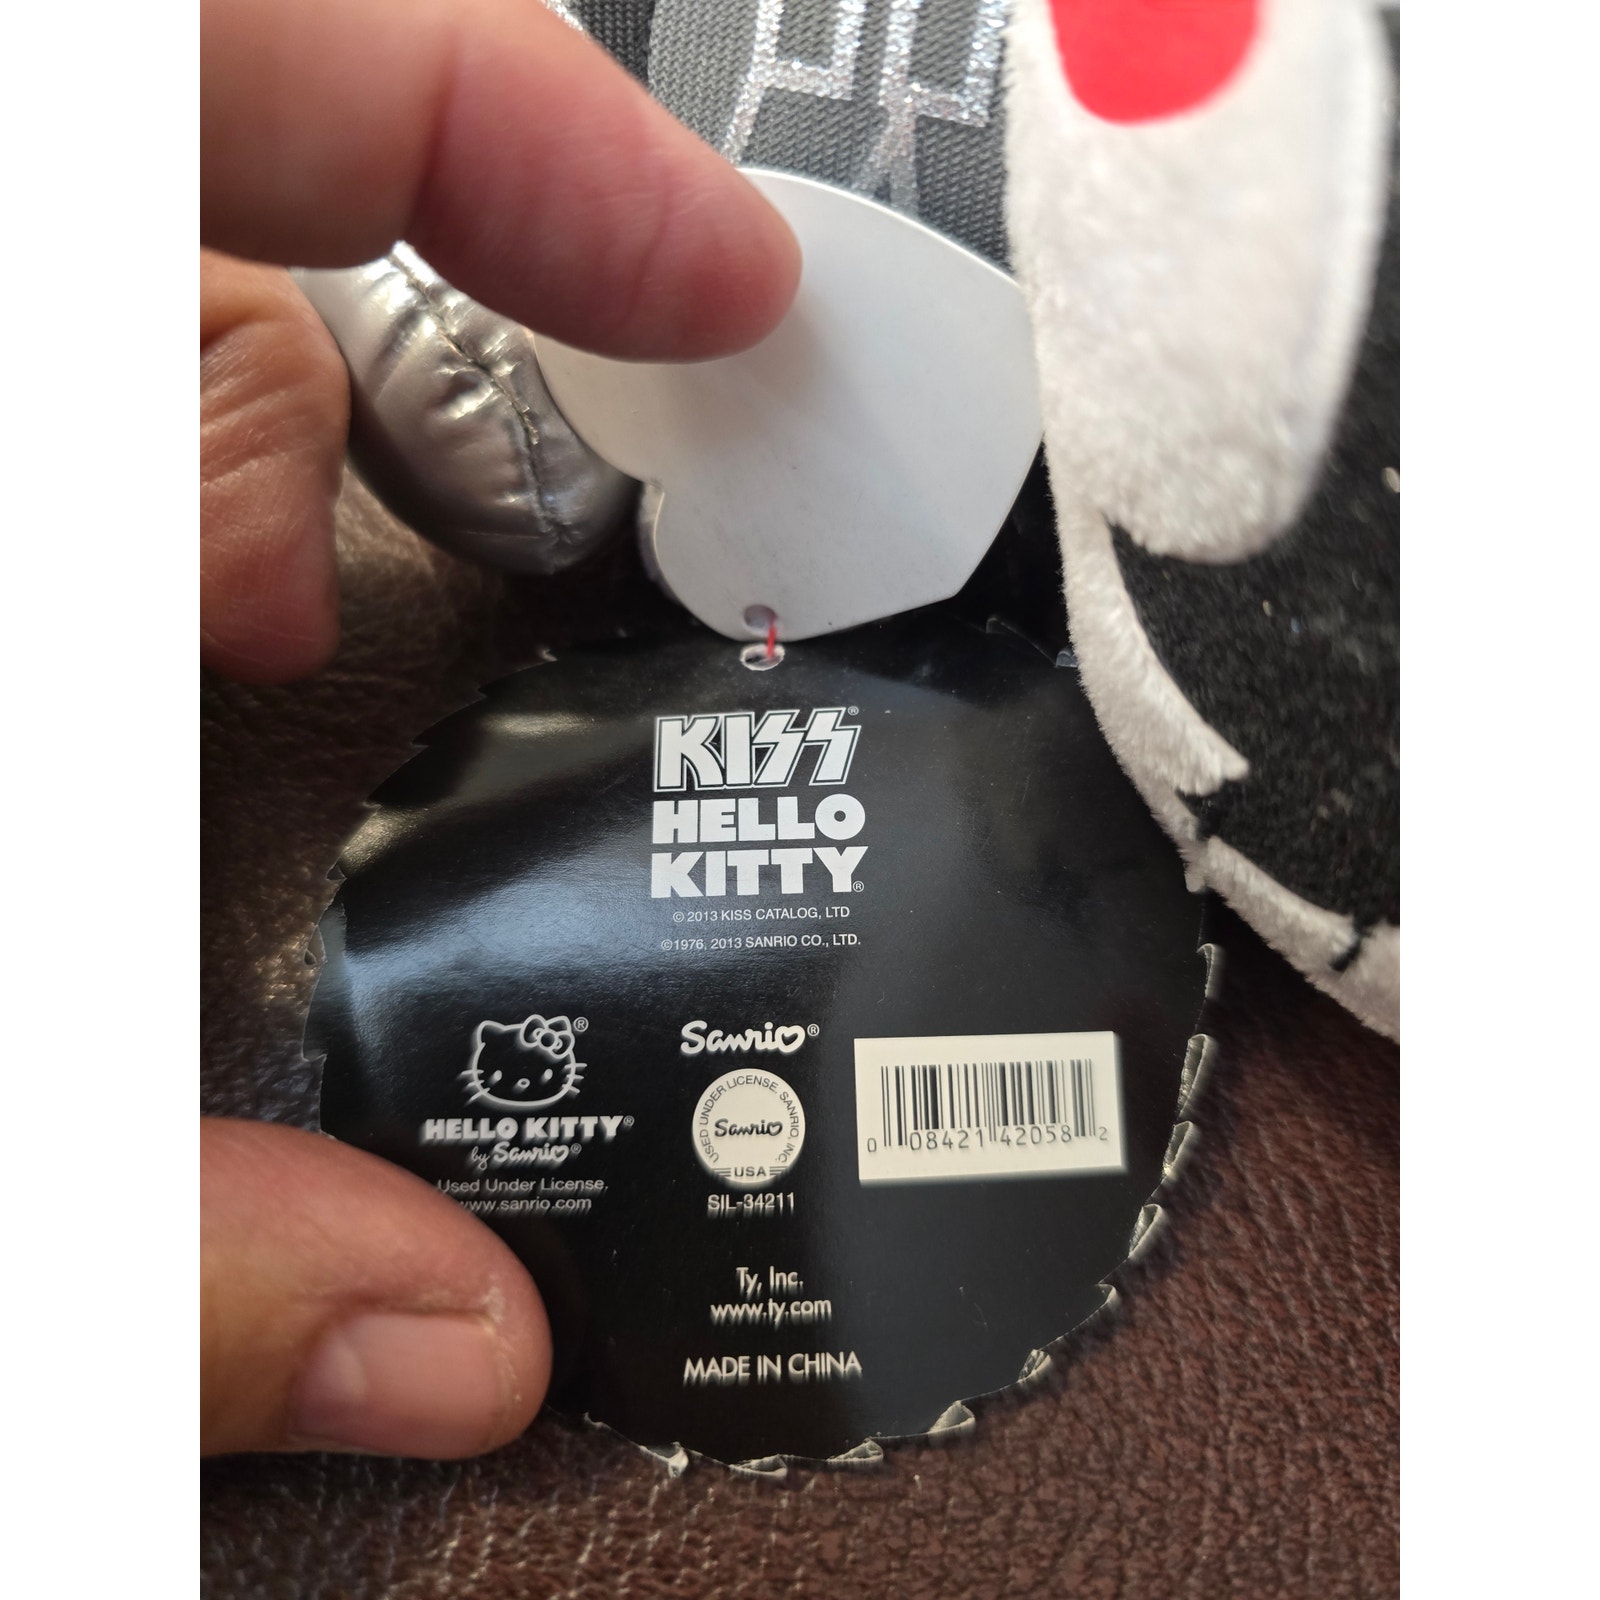 KISS®
HELLO
KITTY®
© 2013 KISS CATALOG, LTD
©1976, 2013 SANRIO CO., LTD.
®
HELLO KITTY®
by Sanrio®
Used Under License.
www.sanrio.com
Sanrio®
USED UNDER LICENSE, SANRIO, INC.
Sanrio
USA
SIL-34211
0 08421 42058 2
Ty, Inc.
www.ty.com
MADE IN CHINA